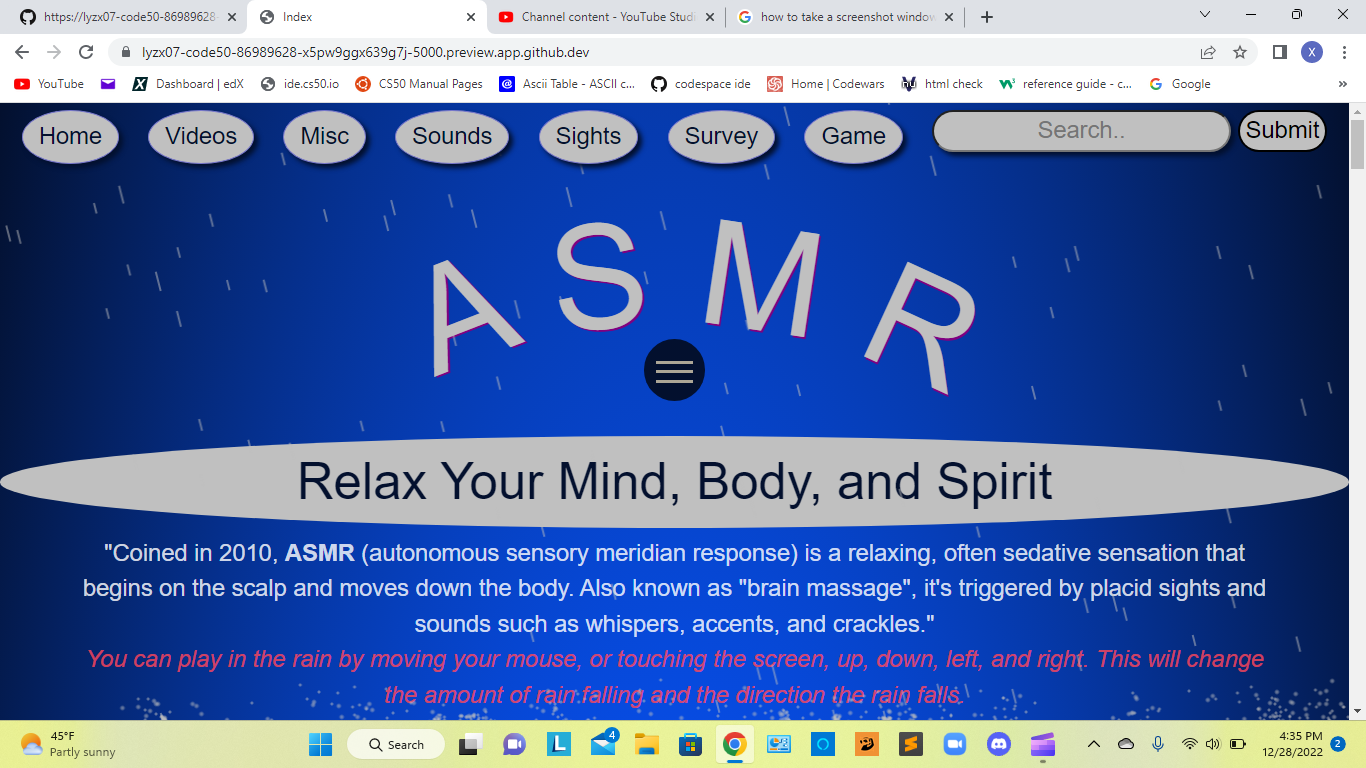 https://lyzx07-code50-86989628-
Index
Channel content - YouTube Studi
how to take a screenshot window
lyzx07-code50-86989628-x5pw9ggx639g7j-5000.preview.app.github.dev
X
YouTube
Dashboard | edX
ide.cs50.io
CS50 Manual Pages
Ascii Table - ASCII c...
codespace ide
Home | Codewars
html check
reference guide - c...
Google
»
Home Videos Misc Sounds Sights Survey Game Search.. Submit
A S M R
Relax Your Mind, Body, and Spirit
"Coined in 2010, ASMR (autonomous sensory meridian response) is a relaxing, often sedative sensation that
begins on the scalp and moves down the body. Also known as "brain massage", it's triggered by placid sights and
sounds such as whispers, accents, and crackles."
You can play in the rain by moving your mouse, or touching the screen, up, down, left, and right. This will change
the amount of rain falling and the direction the rain falls.
45°F
Partly sunny
Search
4
4:35 PM
12/28/2022
2